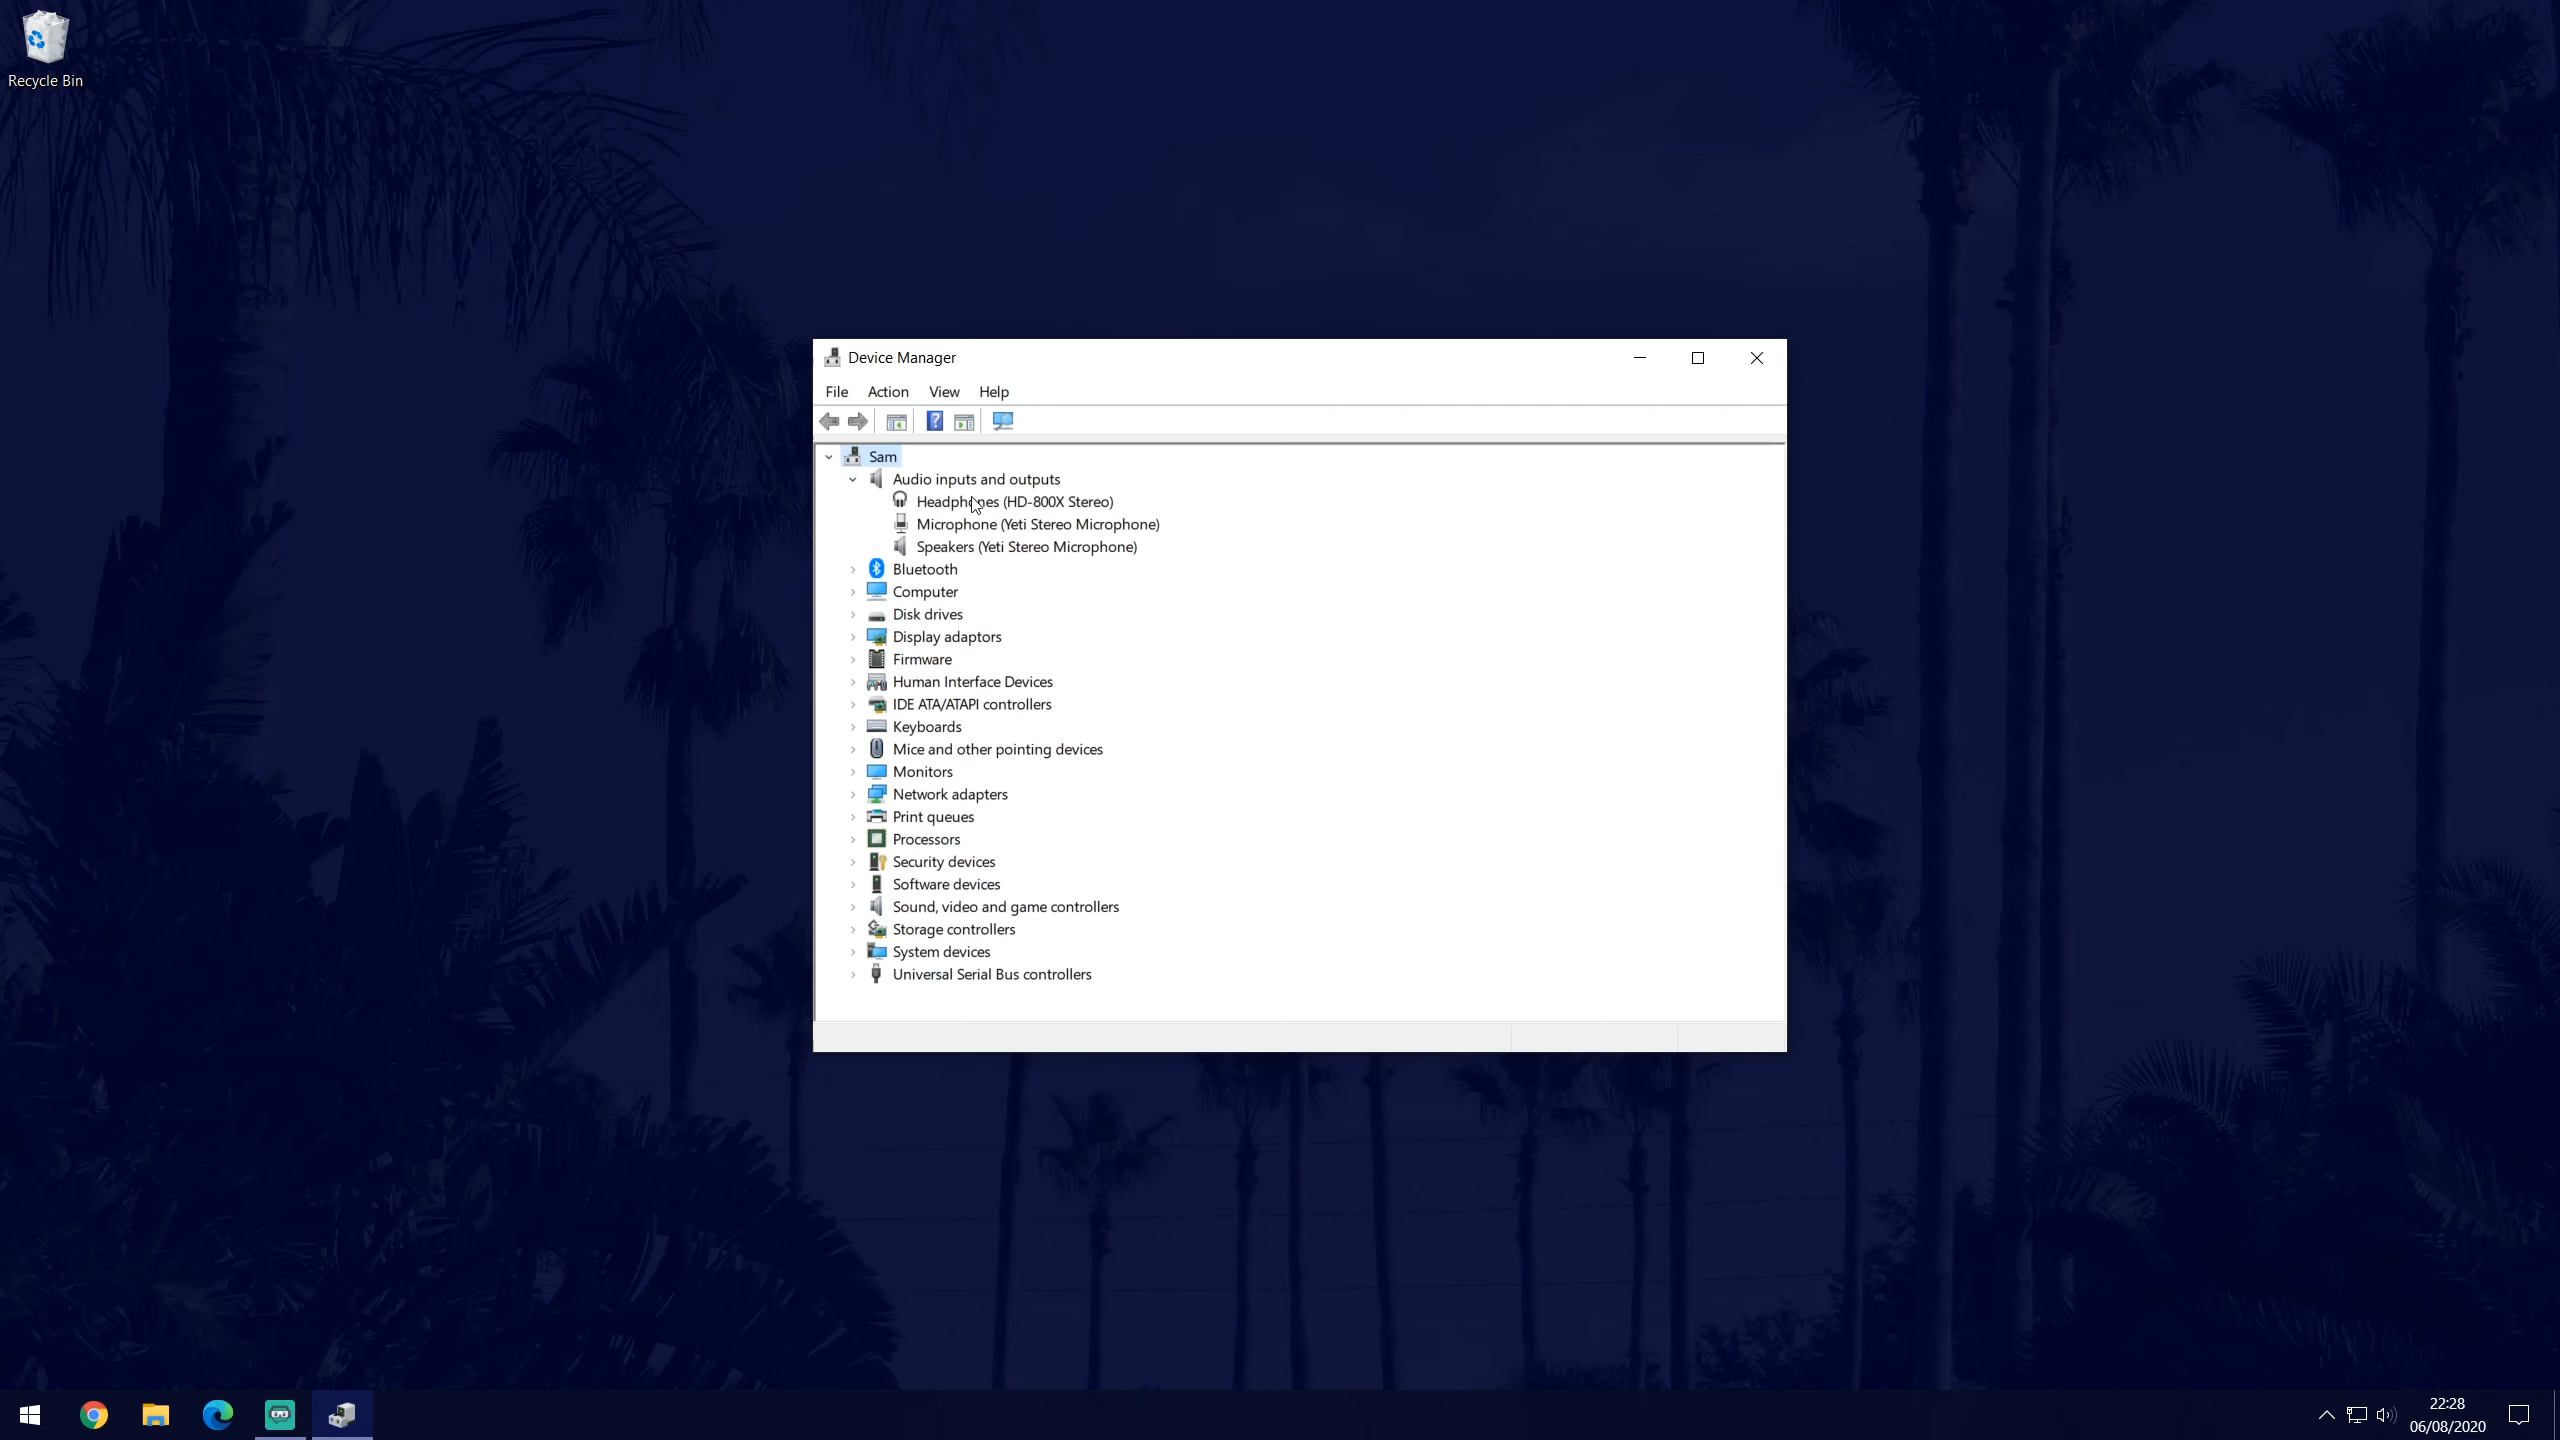 Recycle Bin
Device Manager
File Action View Help
Sam
Audio inputs and outputs
Headphones (HD-800X Stereo)
Microphone (Yeti Stereo Microphone)
Speakers (Yeti Stereo Microphone)
Bluetooth
Computer
Disk drives
Display adaptors
Firmware
Human Interface Devices
IDE ATA/ATAPI controllers
Keyboards
Mice and other pointing devices
Monitors
Network adapters
Print queues
Processors
Security devices
Software devices
Sound, video and game controllers
Storage controllers
System devices
Universal Serial Bus controllers
22:28
06/08/2020